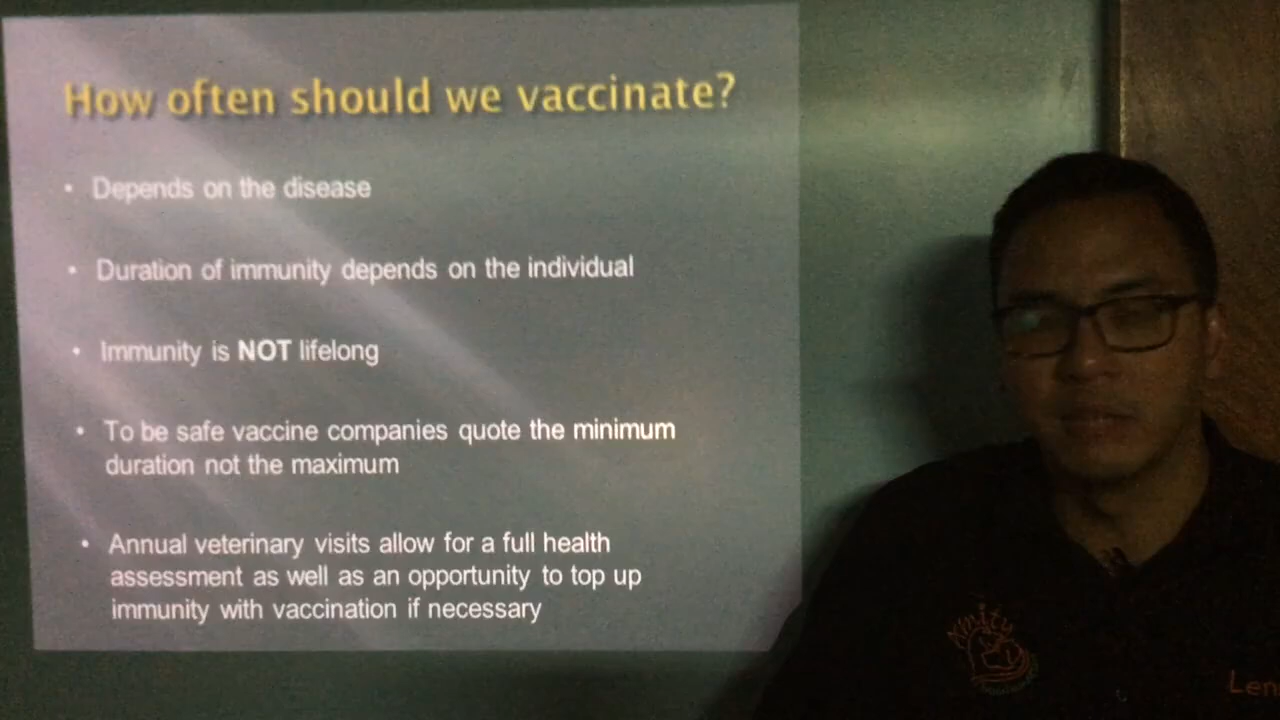 How often should we vaccinate?
• Depends on the disease
• Duration of immunity depends on the individual
• Immunity is NOT lifelong
• To be safe vaccine companies quote the minimum
duration not the maximum
• Annual veterinary visits allow for a full health
assessment as well as an opportunity to top up
immunity with vaccination if necessary
Amity